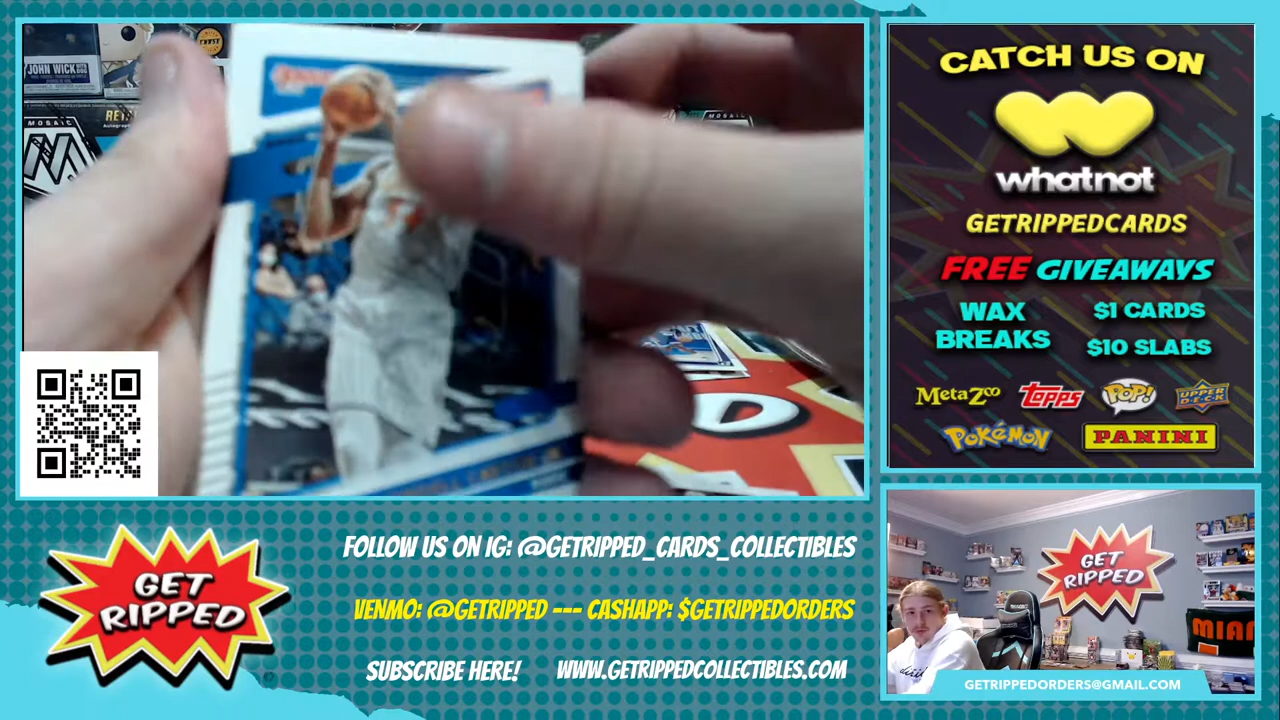 JOHN WICK
CHASE
MOSAIC
CATCH US ON
whatnot
GETRIPPEDCARDS
FREE GIVEAWAYS
WAX
BREAKS
$1 CARDS
$10 SLABS
MetaZoo
topps
POP!
UPPER DECK
POKéMON
PANINI
GET
RIPPED
FOLLOW US ON IG: @GETRIPPED_CARDS_COLLECTIBLES
VENMO: @GETRIPPED --- CASHAPP: $GETRIPPEDORDERS
SUBSCRIBE HERE!
WWW.GETRIPPEDCOLLECTIBLES.COM
GET
RIPPED
MIAMI
GETRIPPEDORDERS@GMAIL.COM